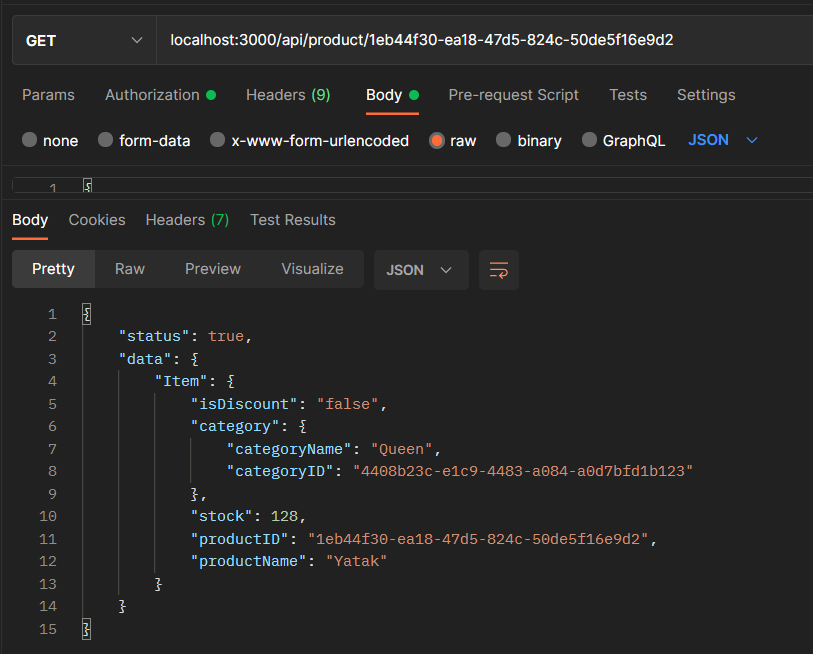 GET localhost:3000/api/product/1eb44f30-ea18-47d5-824c-50de5f16e9d2
Params Authorization Headers (9) Body Pre-request Script Tests Settings
none form-data x-www-form-urlencoded raw binary GraphQL JSON
1 {
Body Cookies Headers (7) Test Results
Pretty Raw Preview Visualize JSON
1 {
2 "status": true,
3 "data": {
4 "Item": {
5 "isDiscount": "false",
6 "category": {
7 "categoryName": "Queen",
8 "categoryID": "4408b23c-e1c9-4483-a084-a0d7bfd1b123"
9 },
10 "stock": 128,
11 "productID": "1eb44f30-ea18-47d5-824c-50de5f16e9d2",
12 "productName": "Yatak"
13 }
14 }
15 }